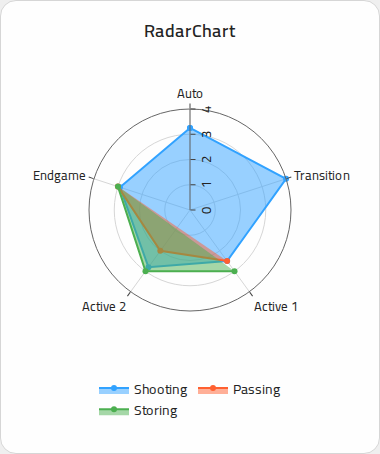 RadarChart
Auto
4
3
2
1
0
Endgame
Transition
Active 2
Active 1
Shooting Passing
Storing